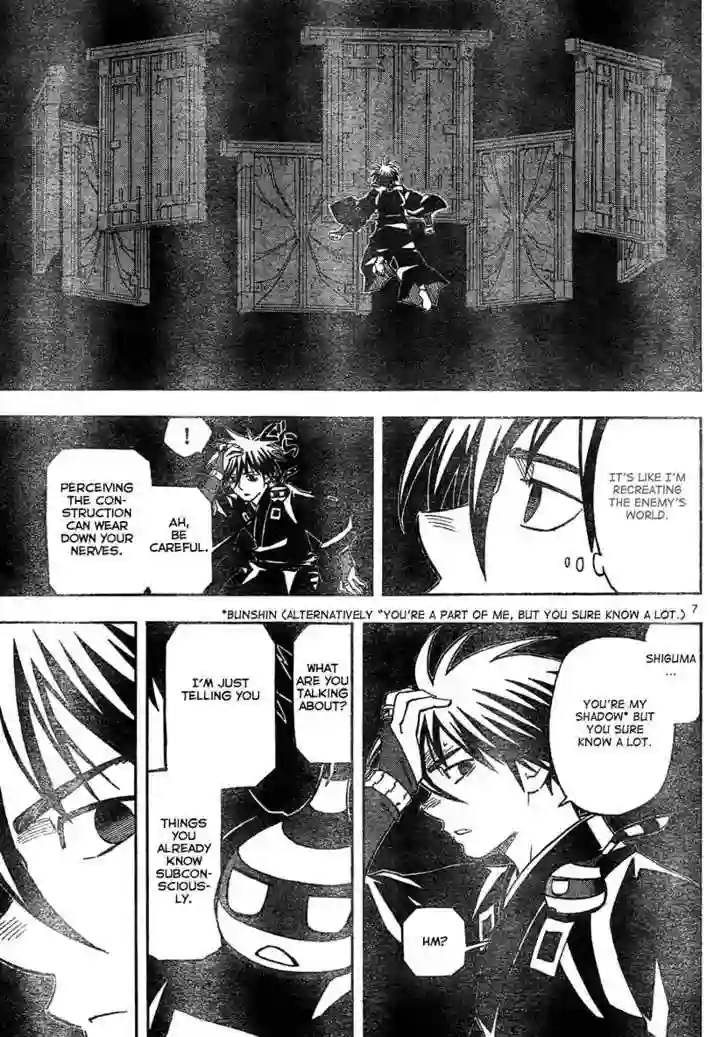 IT'S LIKE I'M
RECREATING
THE ENEMY'S
WORLD.
!
AH,
BE
CAREFUL.
PERCEIVING
THE CON-
STRUCTION
CAN WEAR
DOWN YOUR
NERVES.
*BUNSHIN (ALTERNATIVELY "YOU'RE A PART OF ME, BUT YOU SURE KNOW A LOT.)
7
SHIGUMA
...
YOU'RE MY
SHADOW* BUT
YOU SURE
KNOW A LOT.
HM?
WHAT
ARE YOU
TALKING
ABOUT?
I'M JUST
TELLING YOU
THINGS
YOU
ALREADY
KNOW
SUBCON-
SCIOUS-
LY.